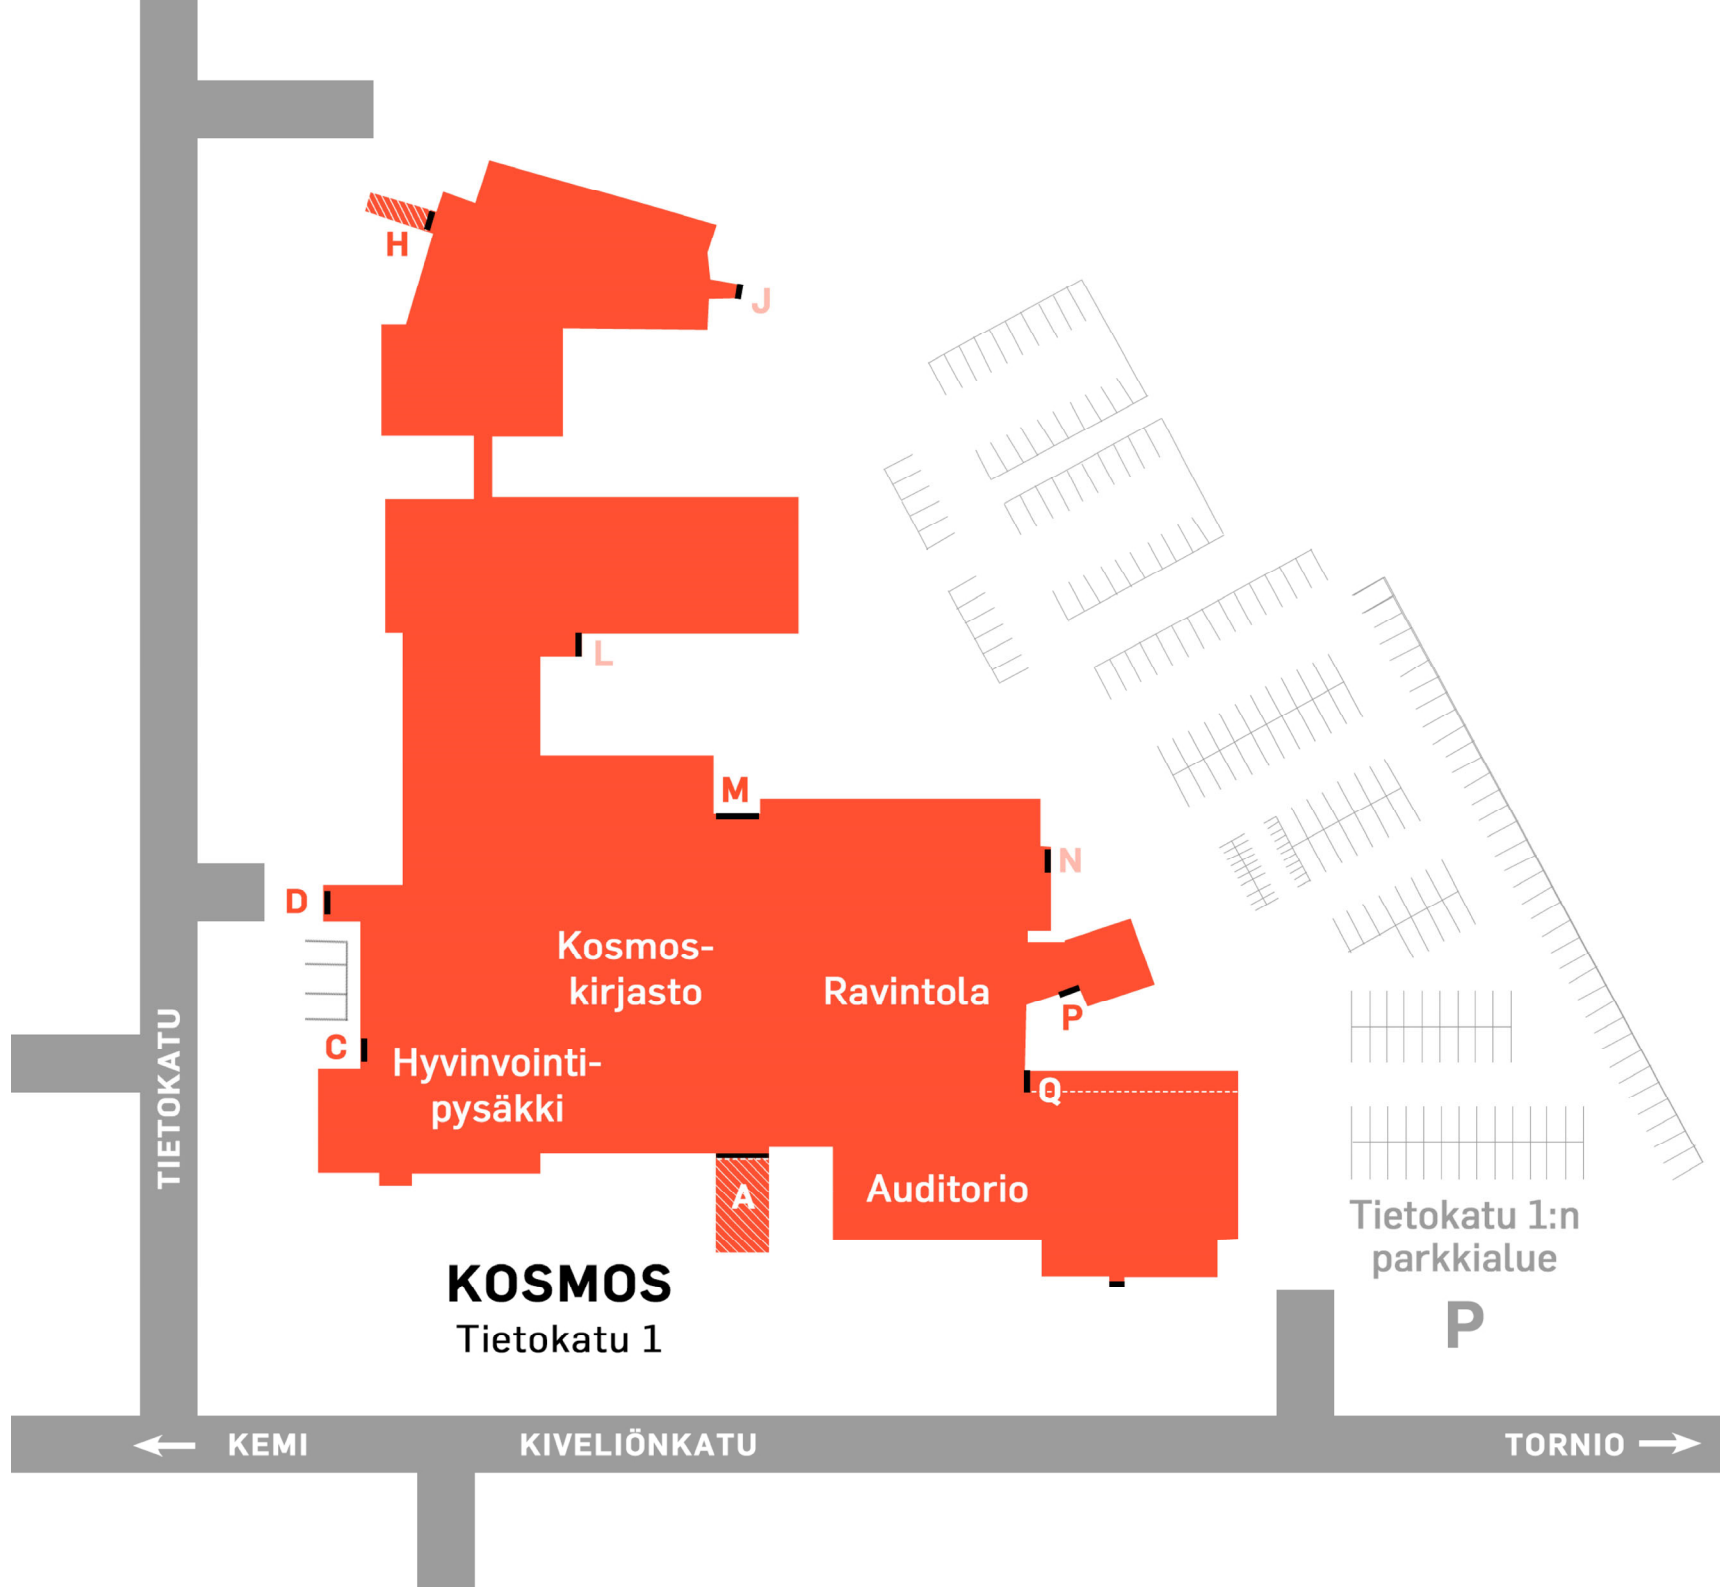 H
J
L
M
N
D
Kosmos-
kirjasto
Ravintola
P
C
Hyvinvointi-
pysäkki
Q
TIETOKATU
A
Auditorio
Tietokatu 1:n
parkkialue
P
KOSMOS
Tietokatu 1
KEMI
KIVELIÖNKATU
TORNIO